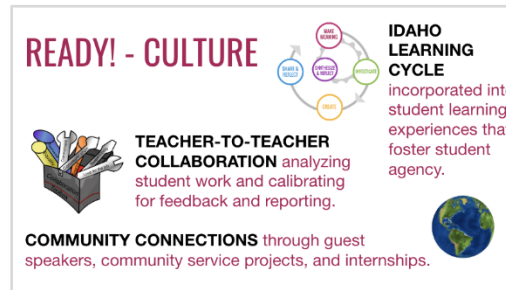 READY! - CULTURE
MAKE
MEANING
SHARE &
REFLECT
SYNTHESIZE
& REFLECT
INVESTIGATE
CREATE
IDAHO
LEARNING
CYCLE
incorporated int
student learning
experiences tha
foster student
agency.
TEACHER-TO-TEACHER
COLLABORATION analyzing
student work and calibrating
for feedback and reporting.
COMMUNITY CONNECTIONS through guest
speakers, community service projects, and internships.